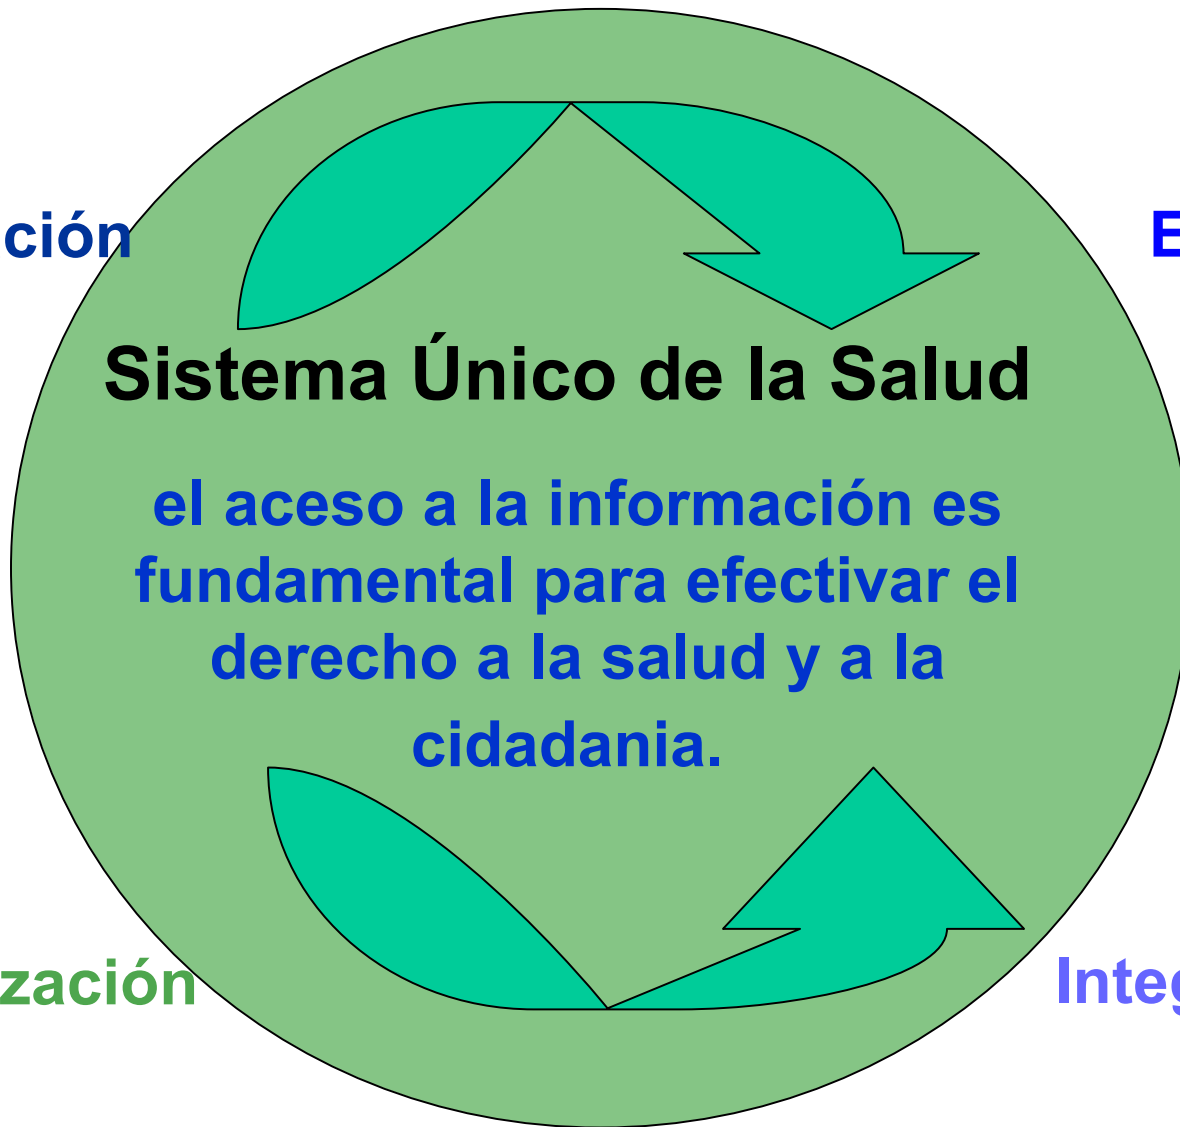 ción
E
Sistema Único de la Salud
el aceso a la información es
fundamental para efectivar el
derecho a la salud y a la
cidadania.
zación
Integ